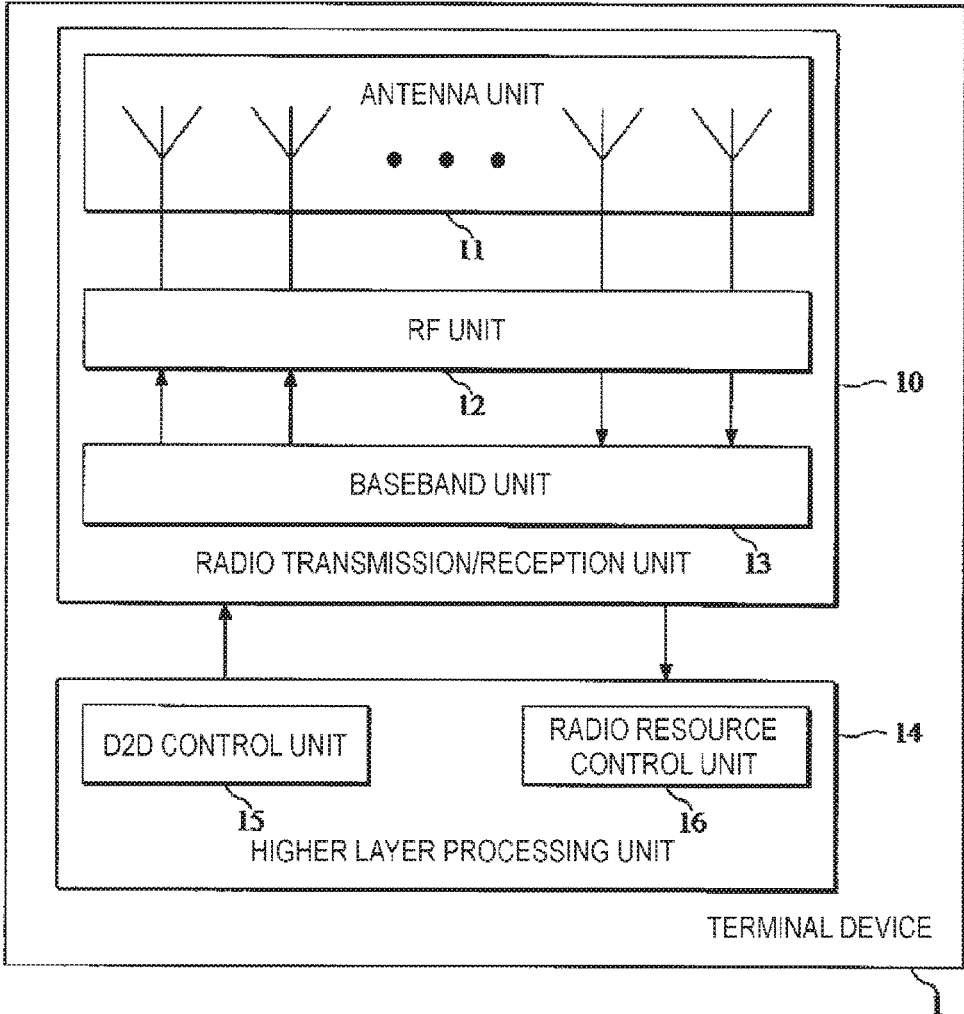 ANTENNA UNIT
11
RF UNIT
12
10
BASEBAND UNIT
13
RADIO TRANSMISSION/RECEPTION UNIT
D2D CONTROL UNIT
15
RADIO RESOURCE
CONTROL UNIT
16
14
HIGHER LAYER PROCESSING UNIT
TERMINAL DEVICE
1